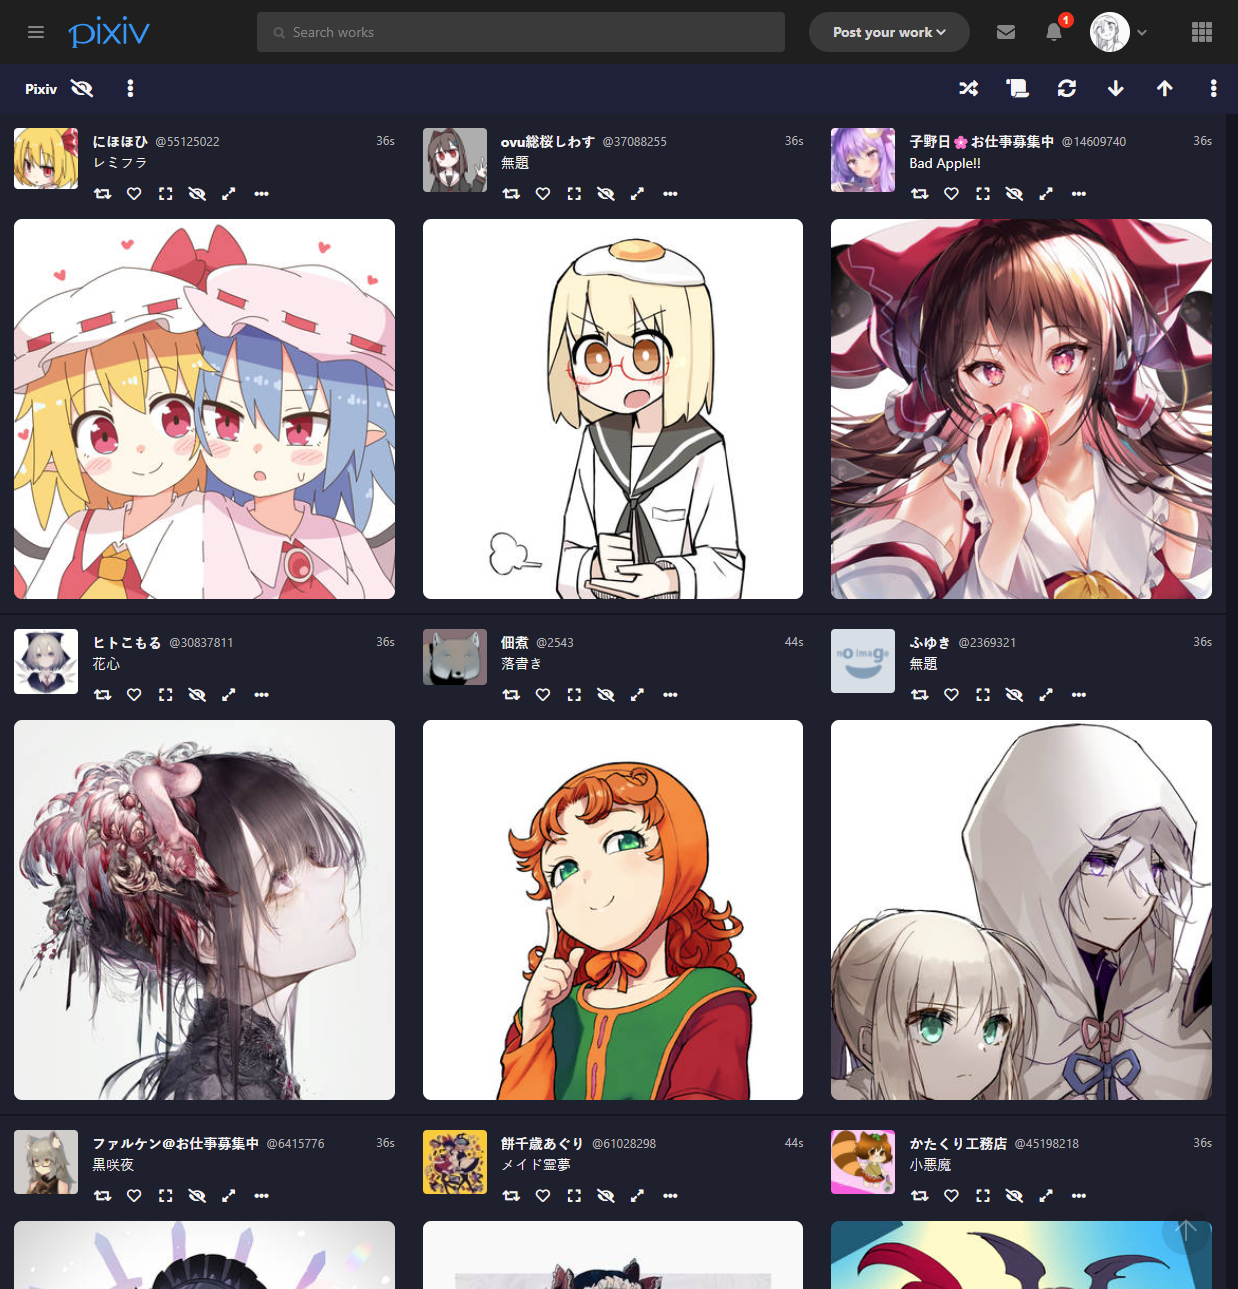 pixiv
Search works
Post your work
1
Pixiv
にほほひ @55125022 36s
レミフラ
ovu総桜しわす @37088255 36s
無題
子野日🌸お仕事募集中 @14609740 36s
Bad Apple!!
ヒトこもる @30837811 36s
花心
佃煮 @2543 44s
落書き
ふゆき @2369321 36s
無題
no image
ファルケン@お仕事募集中 @6415776 36s
黒咲夜
餅千歳あぐり @61028298 44s
メイド霊夢
かたくり工務店 @45198218 36s
小悪魔